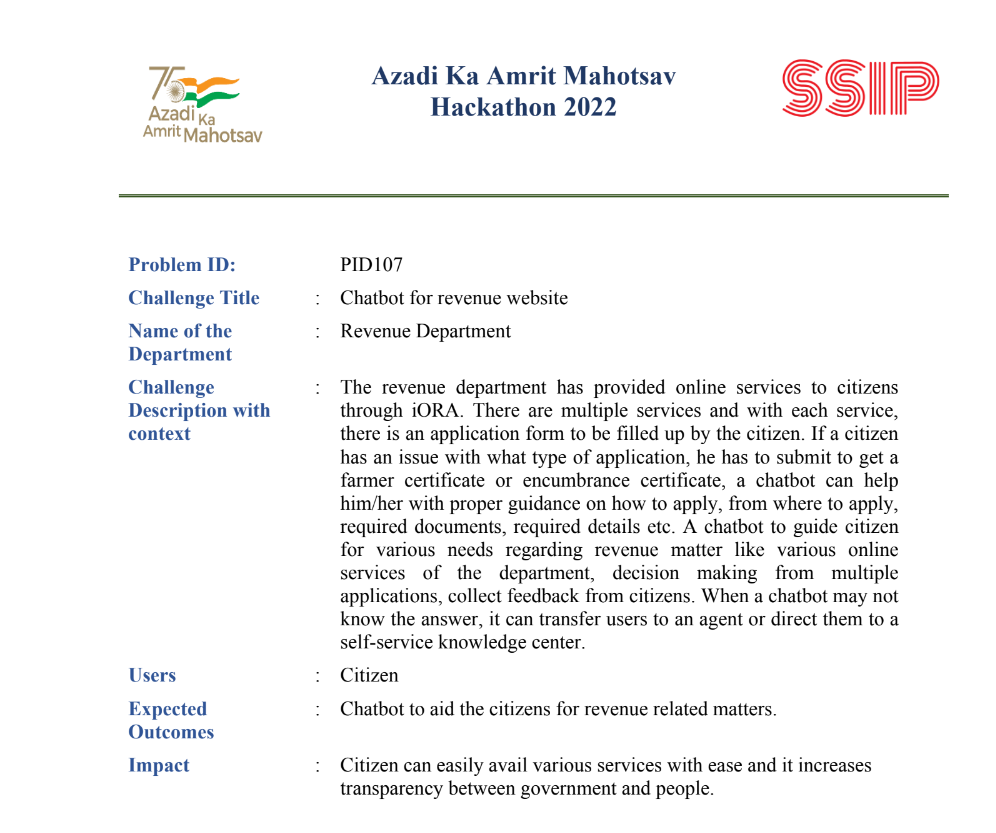 75
Azadi Ka
Amrit Mahotsav
Azadi Ka Amrit Mahotsav
Hackathon 2022
SSIP
Problem ID: PID107
Challenge Title : Chatbot for revenue website
Name of the : Revenue Department
Department
Challenge : The revenue department has provided online services to citizens
Description with through iORA. There are multiple services and with each service,
context there is an application form to be filled up by the citizen. If a citizen
has an issue with what type of application, he has to submit to get a
farmer certificate or encumbrance certificate, a chatbot can help
him/her with proper guidance on how to apply, from where to apply,
required documents, required details etc. A chatbot to guide citizen
for various needs regarding revenue matter like various online
services of the department, decision making from multiple
applications, collect feedback from citizens. When a chatbot may not
know the answer, it can transfer users to an agent or direct them to a
self-service knowledge center.
Users : Citizen
Expected : Chatbot to aid the citizens for revenue related matters.
Outcomes
Impact : Citizen can easily avail various services with ease and it increases
transparency between government and people.